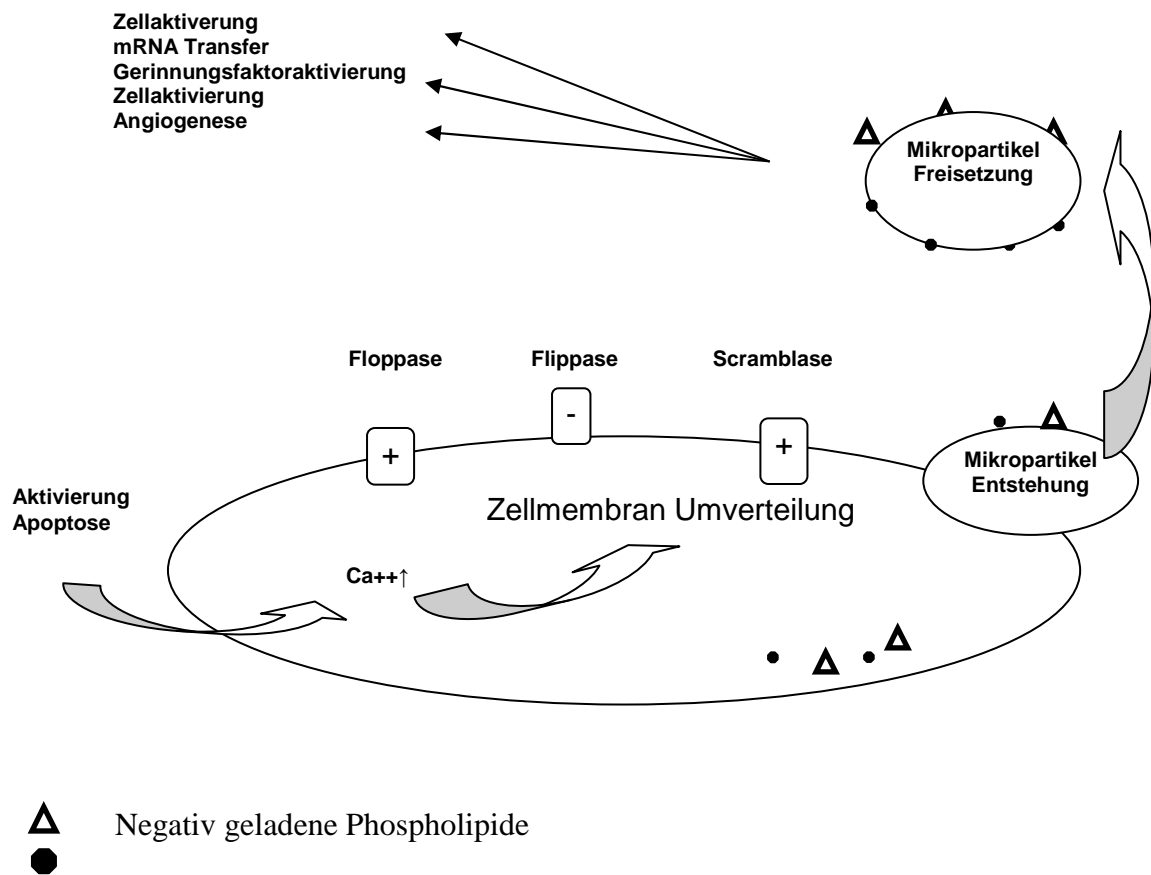 Zellaktiverung
mRNA Transfer
Gerinnungsfaktoraktivierung
Zellaktivierung
Angiogenese
Mikropartikel
Freisetzung
Floppase
Flippase
Scramblase
+
-
+
Mikropartikel
Entstehung
Aktivierung
Apoptose
Zellmembran Umverteilung
Ca++↑
Negativ geladene Phospholipide